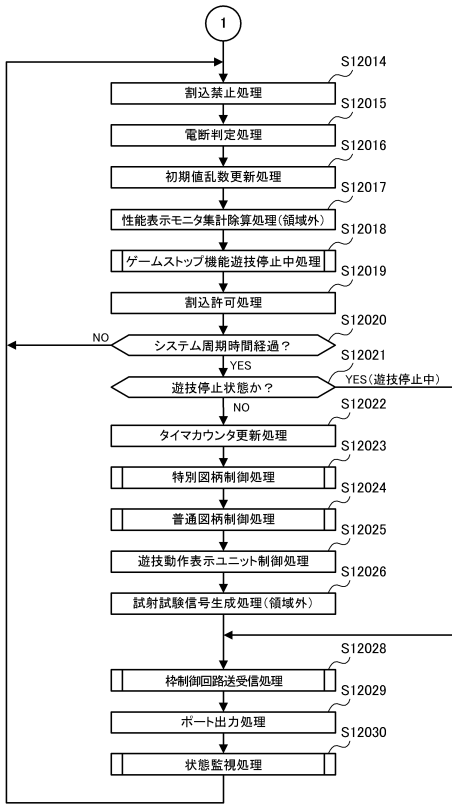 1
S12014
割込禁止処理
S12015
電断判定処理
S12016
初期値乱数更新処理
S12017
性能表示モニタ集計除算処理(領域外)
S12018
ゲームストップ機能遊技停止中処理
S12019
割込許可処理
S12020
システム周期時間経過？
NO
YES
S12021
遊技停止状態か？
YES(遊技停止中)
NO
S12022
タイマカウンタ更新処理
S12023
特別図柄制御処理
S12024
普通図柄制御処理
S12025
遊技動作表示ユニット制御処理
S12026
試射試験信号生成処理(領域外)
S12028
枠制御回路送受信処理
S12029
ポート出力処理
S12030
状態監視処理